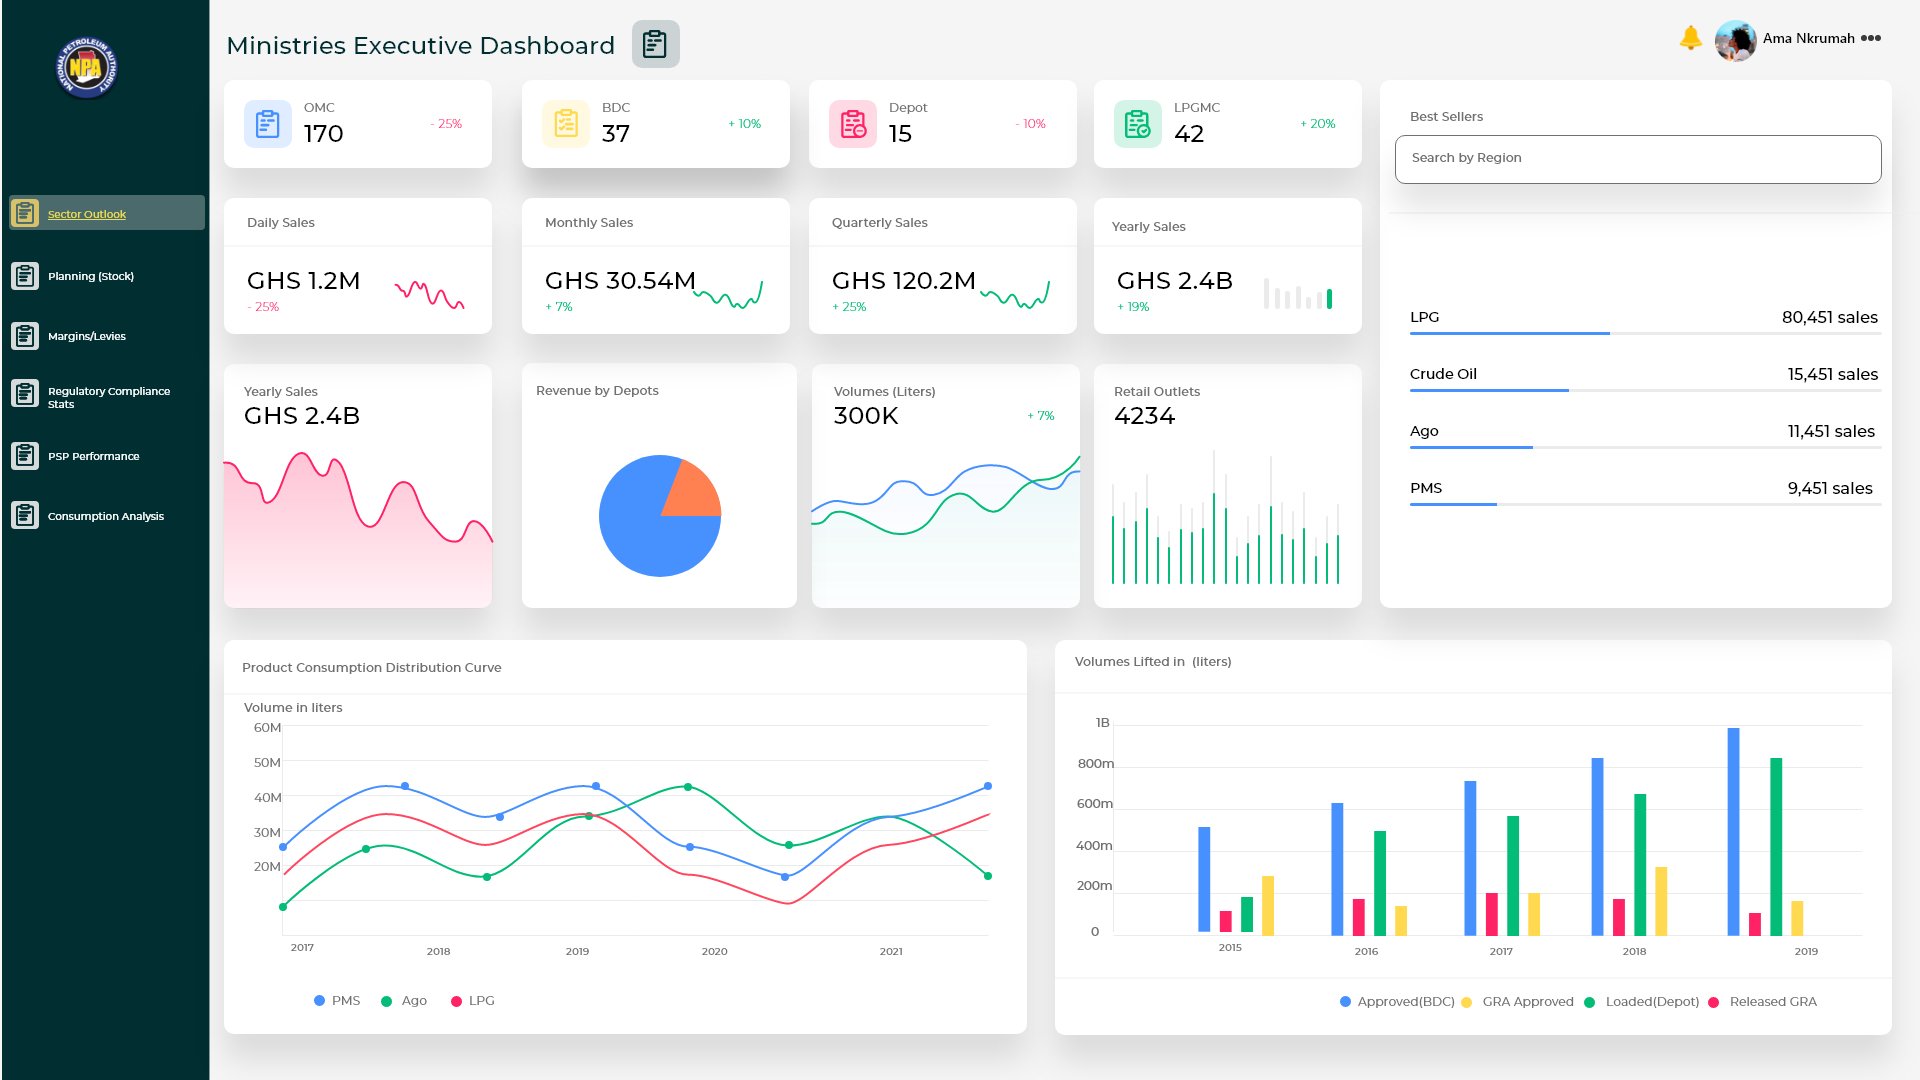 NATIONAL PETROLEUM AUTHORITY
NPA
Ministries Executive Dashboard
Ama Nkrumah
Sector Outlook
Planning (Stock)
Margins/Levies
Regulatory Compliance
Stats
PSP Performance
Consumption Analysis
OMC
170
- 25%
BDC
37
+ 10%
Depot
15
- 10%
LPGMC
42
+ 20%
Daily Sales
GHS 1.2M
- 25%
Monthly Sales
GHS 30.54M
+ 7%
Quarterly Sales
GHS 120.2M
+ 25%
Yearly Sales
GHS 2.4B
+ 19%
Yearly Sales
GHS 2.4B
Revenue by Depots
Volumes (Liters)
300K
+ 7%
Retail Outlets
4234
Best Sellers
Search by Region
LPG 80,451 sales
Crude Oil 15,451 sales
Ago 11,451 sales
PMS 9,451 sales
Product Consumption Distribution Curve
Volume in liters
60M
50M
40M
30M
20M
2017 2018 2019 2020 2021
PMS Ago LPG
Volumes Lifted in (liters)
1B
800m
600m
400m
200m
0
2015 2016 2017 2018 2019
Approved(BDC) GRA Approved Loaded(Depot) Released GRA